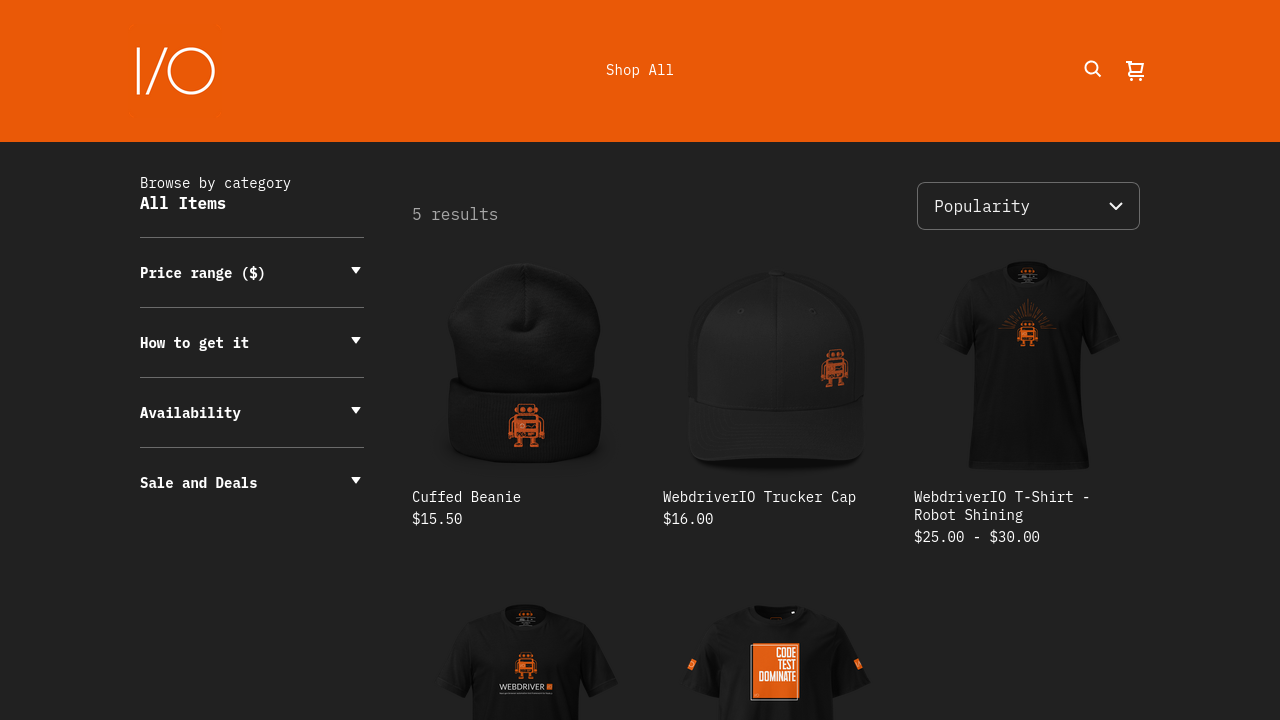 I/O
Shop All
Browse by category
All Items
5 results
Popularity
Price range ($)
How to get it
Availability
Sale and Deals
Cuffed Beanie
$15.50
WebdriverIO Trucker Cap
$16.00
WebdriverIO T-Shirt -
Robot Shining
$25.00 - $30.00
WEBDRIVER
CODE
TEST
DOMINATE